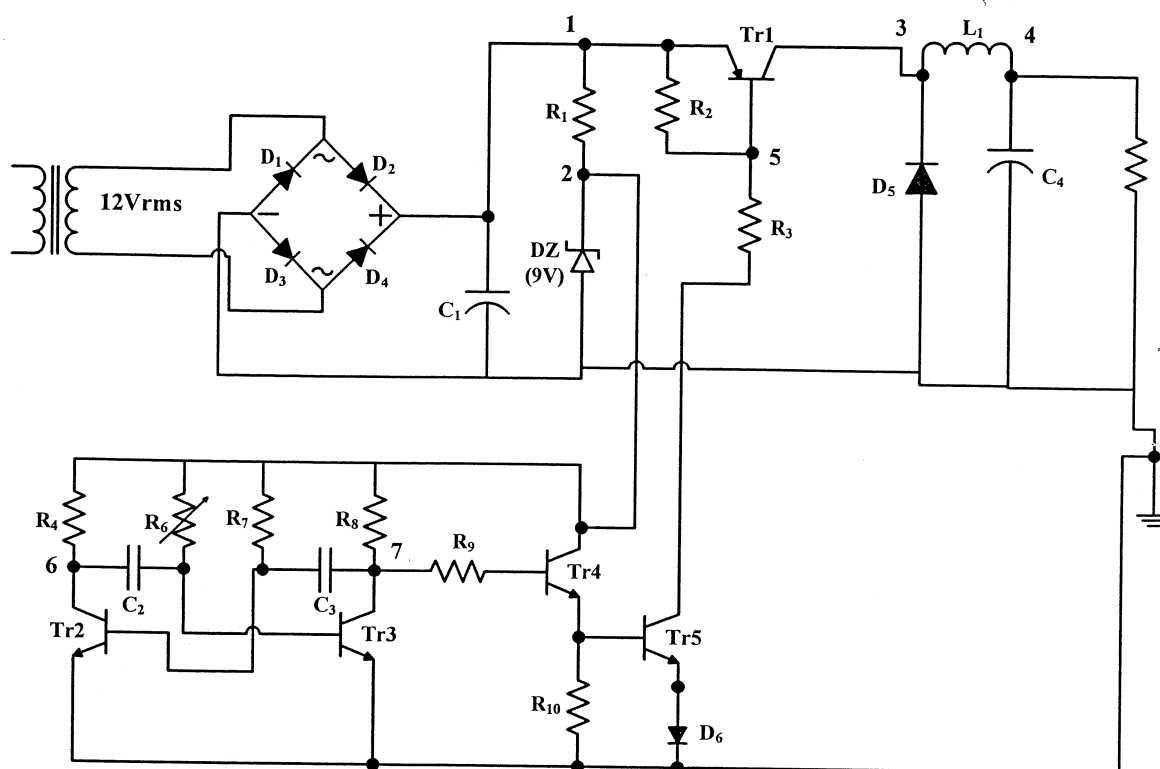 1
Tr1
3
L₁
4
R₁
R₂
5
D₁
D₂
2
12Vrms
−
+
D₅
C₄
R₃
DZ
(9V)
D₃
D₄
C₁
R₄
R₆
R₇
R₈
R₉
6
7
Tr4
C₂
C₃
Tr2
Tr3
Tr5
R₁₀
D₆